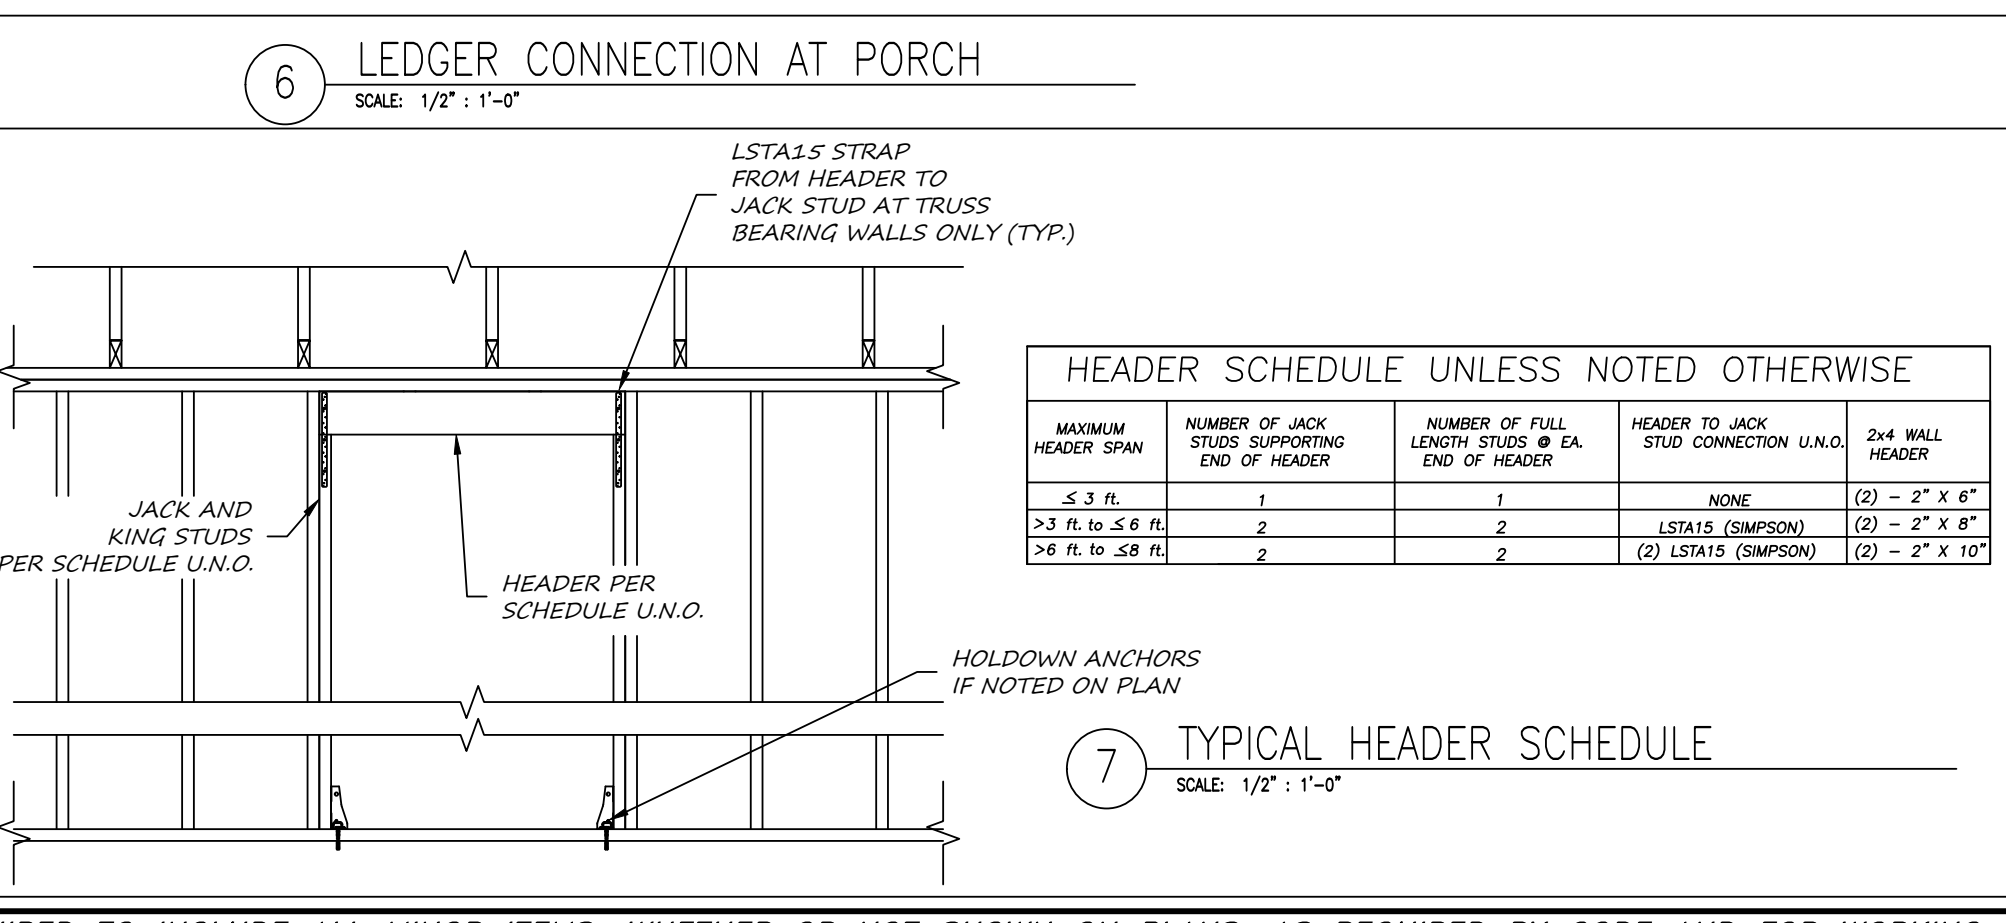 6
LEDGER CONNECTION AT PORCH
SCALE: 1/2" : 1'-0"
LSTA15 STRAP
FROM HEADER TO
JACK STUD AT TRUSS
BEARING WALLS ONLY (TYP.)
JACK AND
KING STUDS
PER SCHEDULE U.N.O.
HEADER PER
SCHEDULE U.N.O.
HOLDOWN ANCHORS
IF NOTED ON PLAN
HEADER SCHEDULE UNLESS NOTED OTHERWISE
MAXIMUM
HEADER SPAN
NUMBER OF JACK
STUDS SUPPORTING
END OF HEADER
NUMBER OF FULL
LENGTH STUDS @ EA.
END OF HEADER
HEADER TO JACK
STUD CONNECTION U.N.O.
2x4 WALL
HEADER
≤ 3 ft. 1 1 NONE (2) - 2" X 6"
>3 ft. to ≤ 6 ft. 2 2 LSTA15 (SIMPSON) (2) - 2" X 8"
>6 ft. to ≤8 ft. 2 2 (2) LSTA15 (SIMPSON) (2) - 2" X 10"
7
TYPICAL HEADER SCHEDULE
SCALE: 1/2" : 1'-0"